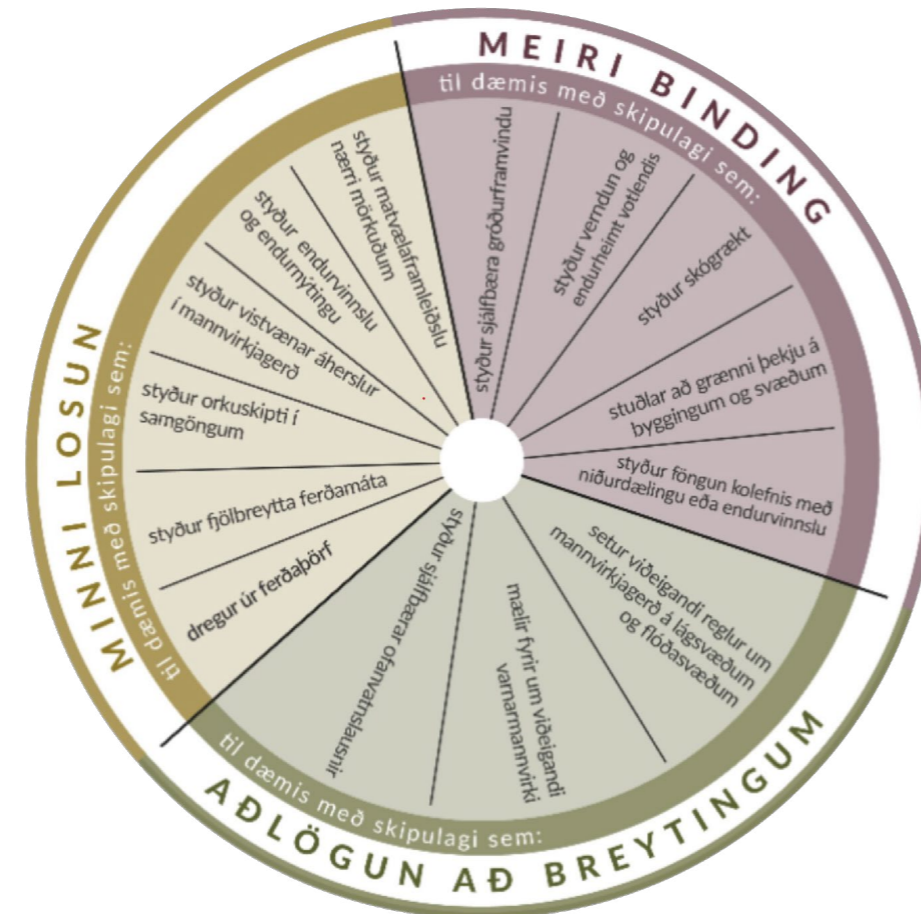 MEIRI BINDING
til dæmis með skipulagi sem:
styður sjálfbæra gróðurframvindu
styður verndun og
endurheimt votlendis
styður skógrækt
stuðlar að grænni þekju á
byggingum og svæðum
styður föngun kolefnis með
niðurdælingu eða endurvinnslu
AÐLÖGUN AÐ BREYTINGUM
til dæmis með skipulagi sem:
setur viðeigandi reglur um
mannvirkjagerð á lágsvæðum
og flóðasvæðum
mælir fyrir um viðeigandi
varnarmannvirki
styður sjálfbærar ofanvatnslausnir
MINNI LOSUN
til dæmis með skipulagi sem:
dregur úr ferðaþörf
styður fjölbreytta ferðamáta
styður orkuskipti í
samgöngum
styður vistvænar áherslur
í mannvirkjagerð
styður endurvinnslu
og endurnýtingu
styður matvælaframleiðslu
nærri mörkuðum